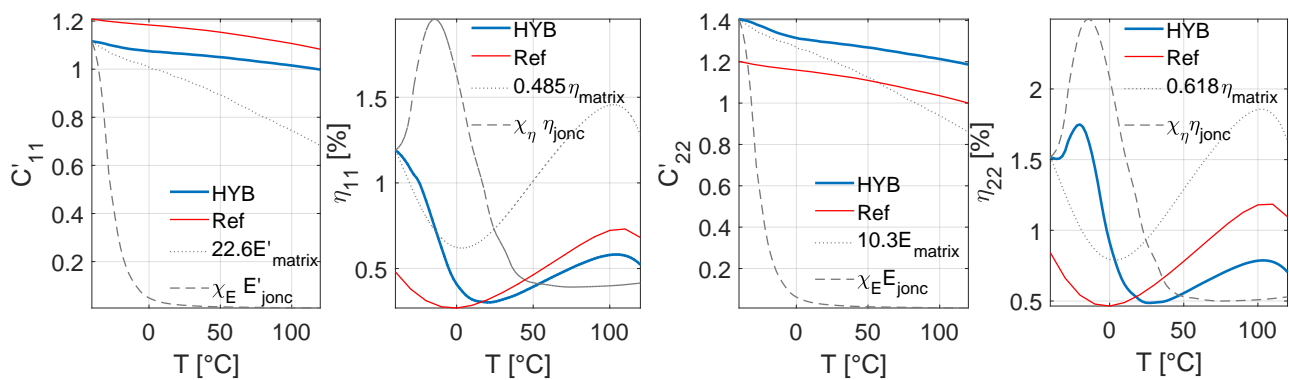 C'11
1.2
1
0.8
0.6
0.4
0.2
0 50 100
T [°C]
HYB
Ref
22.6E'matrix
χE E'jonc
η11 [%]
1.5
1
0.5
0 50 100
T [°C]
HYB
Ref
0.485ηmatrix
χη ηjonc
C'22
1.4
1.2
1
0.8
0.6
0.4
0.2
0 50 100
T [°C]
HYB
Ref
10.3Ematrix
χEEjonc
η22 [%]
2
1.5
1
0.5
0 50 100
T [°C]
HYB
Ref
0.618ηmatrix
χηηjonc